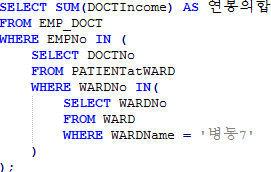 SELECT SUM(DOCTIncome) AS 연봉의합
FROM EMP_DOCT
WHERE EMPNo IN (
SELECT DOCTNo
FROM PATIENTatWARD
WHERE WARDNo IN(
SELECT WARDNo
FROM WARD
WHERE WARDName = '병동7'
)
);